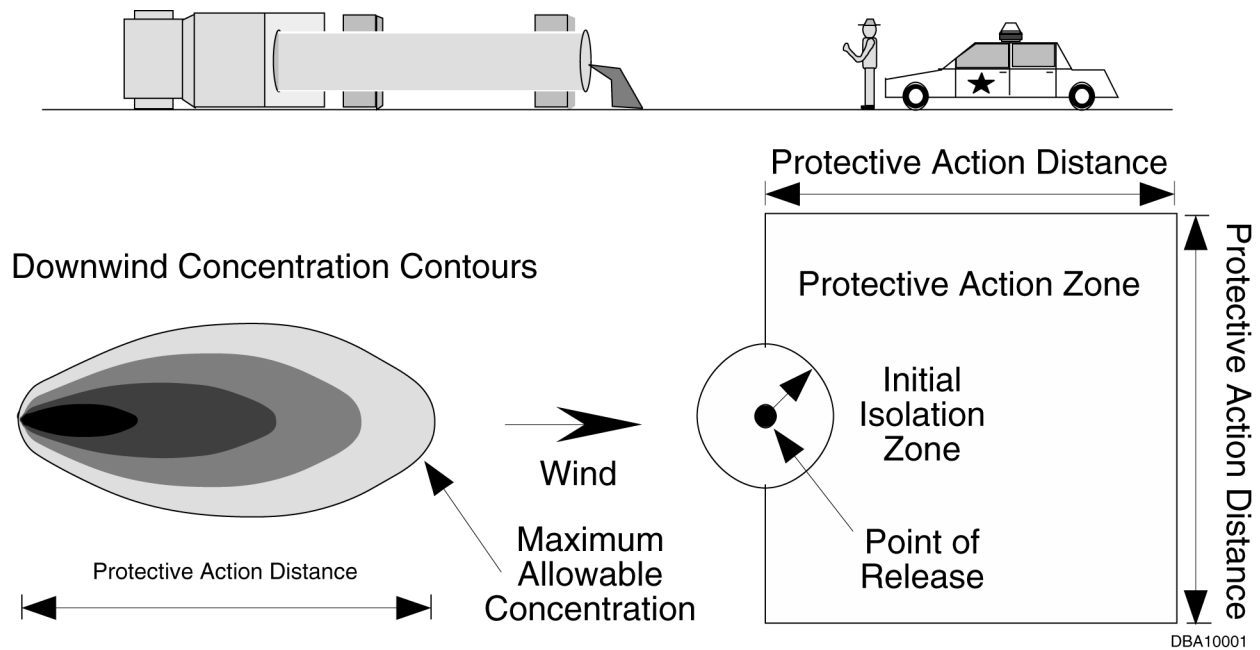 Protective Action Distance
Downwind Concentration Contours
Protective Action Zone
Protective Action Distance
Initial
Isolation
Zone
Wind
Maximum
Allowable
Concentration
Point of
Release
Protective Action Distance
DBA10001